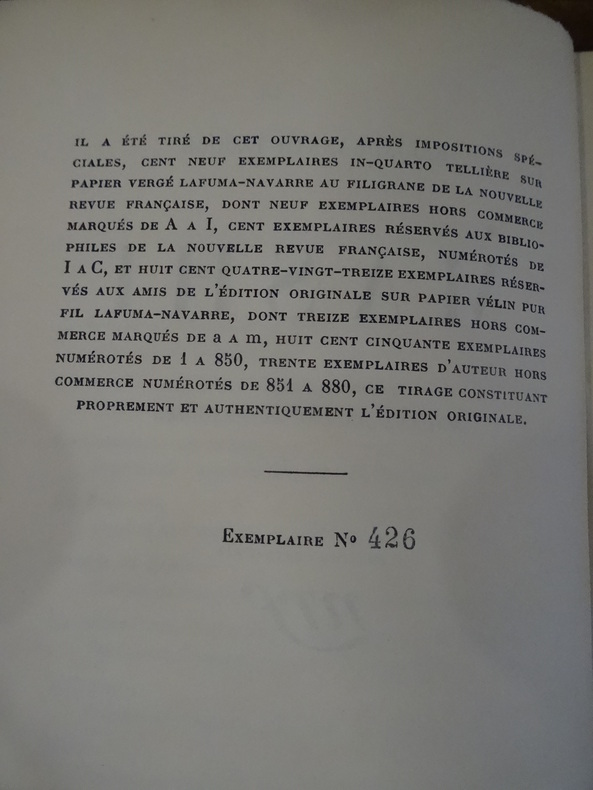 IL A ÉTÉ TIRÉ DE CET OUVRAGE, APRÈS IMPOSITIONS SPÉ-
CIALES, CENT NEUF EXEMPLAIRES IN-QUARTO TELLIÈRE SUR
PAPIER VERGÉ LAFUMA-NAVARRE AU FILIGRANE DE LA NOUVELLE
REVUE FRANÇAISE, DONT NEUF EXEMPLAIRES HORS COMMERCE
MARQUÉS DE A A I, CENT EXEMPLAIRES RÉSERVÉS AUX BIBLIO-
PHILES DE LA NOUVELLE REVUE FRANÇAISE, NUMÉROTÉS DE
I A C, ET HUIT CENT QUATRE-VINGT-TREIZE EXEMPLAIRES RÉSER-
VÉS AUX AMIS DE L'ÉDITION ORIGINALE SUR PAPIER VÉLIN PUR
FIL LAFUMA-NAVARRE, DONT TREIZE EXEMPLAIRES HORS COM-
MERCE MARQUÉS DE a A m, HUIT CENT CINQUANTE EXEMPLAIRES
NUMÉROTÉS DE 1 A 850, TRENTE EXEMPLAIRES D'AUTEUR HORS
COMMERCE NUMÉROTÉS DE 851 A 880, CE TIRAGE CONSTITUANT
PROPREMENT ET AUTHENTIQUEMENT L'ÉDITION ORIGINALE.
EXEMPLAIRE No 426
nrf